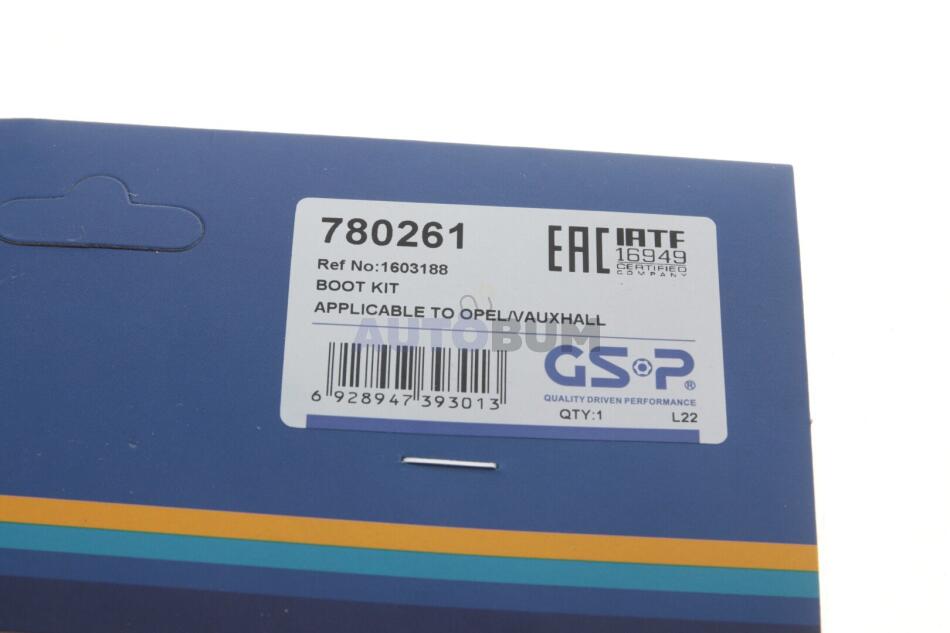 780261
EAC
IATF
16949
CERTIFIED
COMPANY
Ref No:1603188
BOOT KIT
APPLICABLE TO OPEL/VAUXHALL
AUTOBUM
GS·P®
6 928947 393013
QUALITY DRIVEN PERFORMANCE
QTY:1 L22